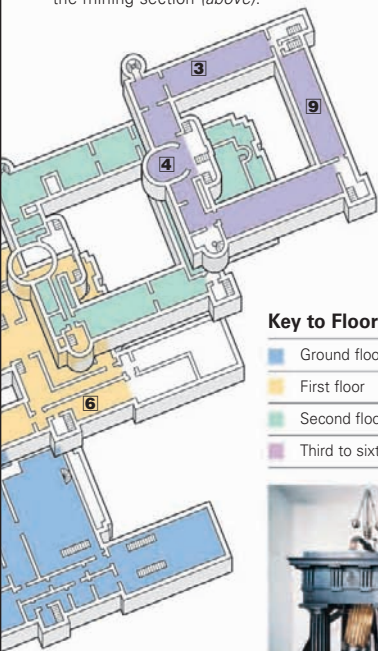 the mining section (above).
3
9
4
6
Key to Floor
Ground floo
First floor
Second floo
Third to sixt